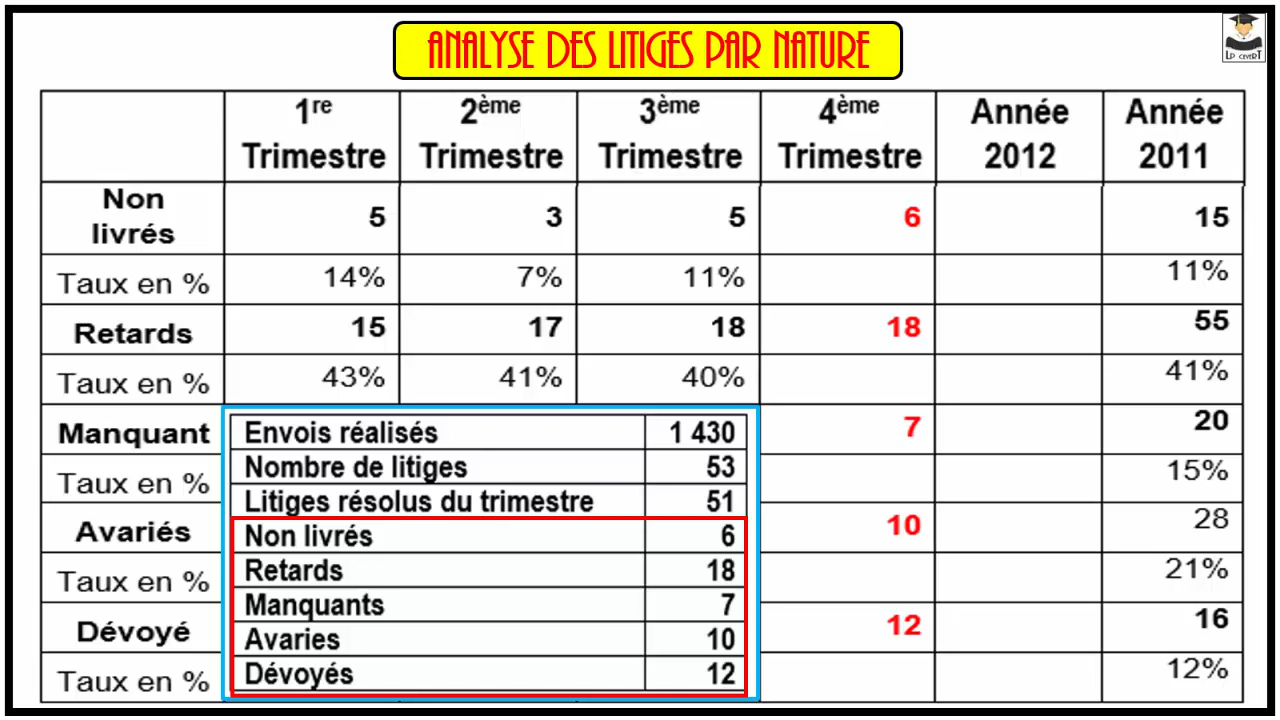 ANALYSE DES LITIGES PAR NATURE
LP CEVERT
1re Trimestre 2ème Trimestre 3ème Trimestre 4ème Trimestre Année 2012 Année 2011
Non livrés 5 3 5 6 15
Taux en % 14% 7% 11% 11%
Retards 15 17 18 18 55
Taux en % 43% 41% 40% 41%
Manquant 7 20
Taux en % 15%
Avariés 10 28
Taux en % 21%
Dévoyé 12 16
Taux en % 12%
Envois réalisés 1 430
Nombre de litiges 53
Litiges résolus du trimestre 51
Non livrés 6
Retards 18
Manquants 7
Avaries 10
Dévoyés 12